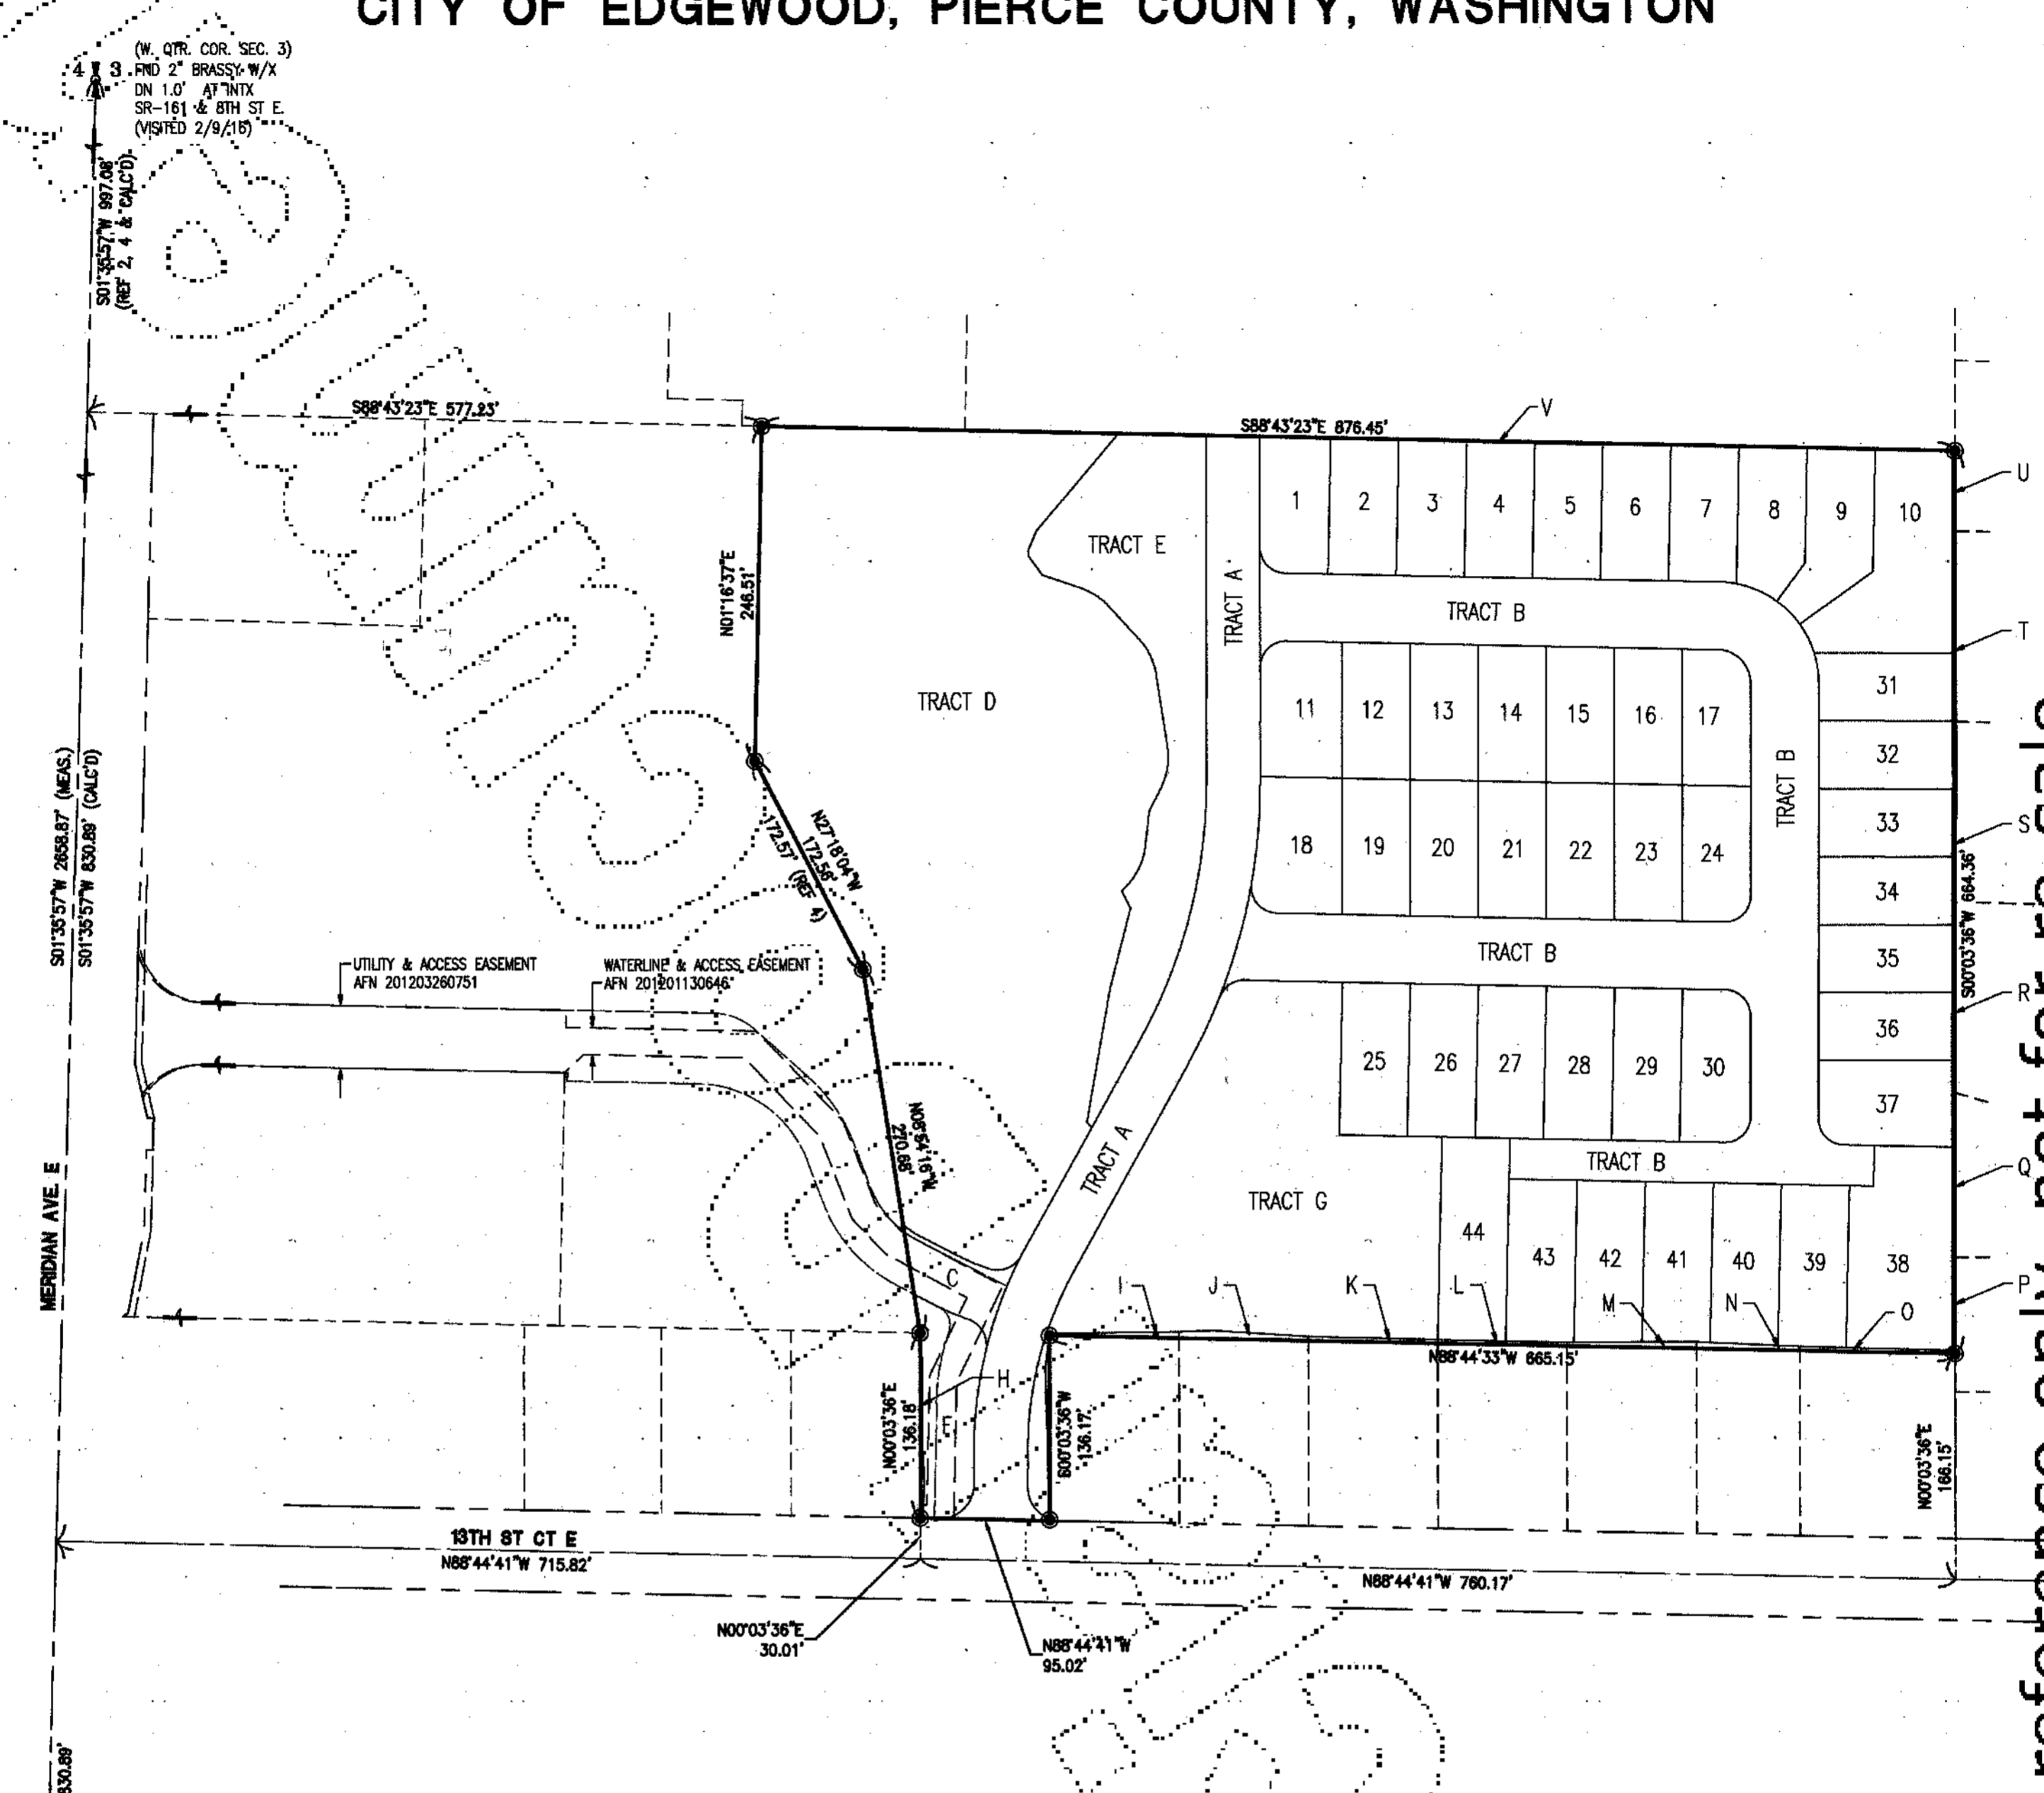 CITY OF EDGEWOOD, PIERCE COUNTY, WASHINGTON
(W. QTR. COR. SEC. 3)
4 3 FND 2" BRASSY W/X
DN 1.0' AT INTX
SR-161 & 8TH ST E.
(VISITED 2/9/16)
S01°35'57"W 997.08'
(REF 2, 4 & CALC'D)
S88°43'23"E 577.23'
S88°43'23"E 876.45'
V
U
1 2 3 4 5 6 7 8 9 10
TRACT E
TRACT A
N01°16'37"E
246.51'
TRACT B
T
TRACT D
31
11 12 13 14 15 16 17
32
TRACT B
S01°35'57"W 2658.87' (MEAS.)
S01°35'57"W 830.89' (CALC'D)
N27°18'04"W
172.56'
172.57' (REF 4)
33
S
18 19 20 21 22 23 24
34
S00°03'36"W 664.36'
TRACT B
35
UTILITY & ACCESS EASEMENT
AFN 201203260751
WATERLINE & ACCESS EASEMENT
AFN 201201130646
R
36
25 26 27 28 29 30
37
N08°54'16"W
270.68'
TRACT A
TRACT B
Q
TRACT G
MERIDIAN AVE. E
44 43 42 41 40 39 38
C
I J K L M N O P
N88°44'33"W 665.15'
H
N00°03'36"E
136.18'
F
S00°03'36"W
136.17'
N00°03'36"E
166.15'
13TH ST CT E
N88°44'41"W 715.82'
N88°44'41"W 760.17'
N00°03'36"E
30.01'
N88°44'41"W
95.02'
830.89'
reference only, not for re-sale